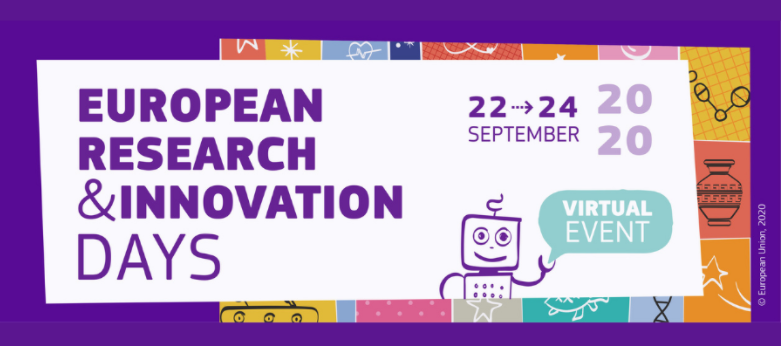 EUROPEAN
RESEARCH
&INNOVATION
DAYS
22⇢24
SEPTEMBER
20
20
VIRTUAL
EVENT
© European Union, 2020